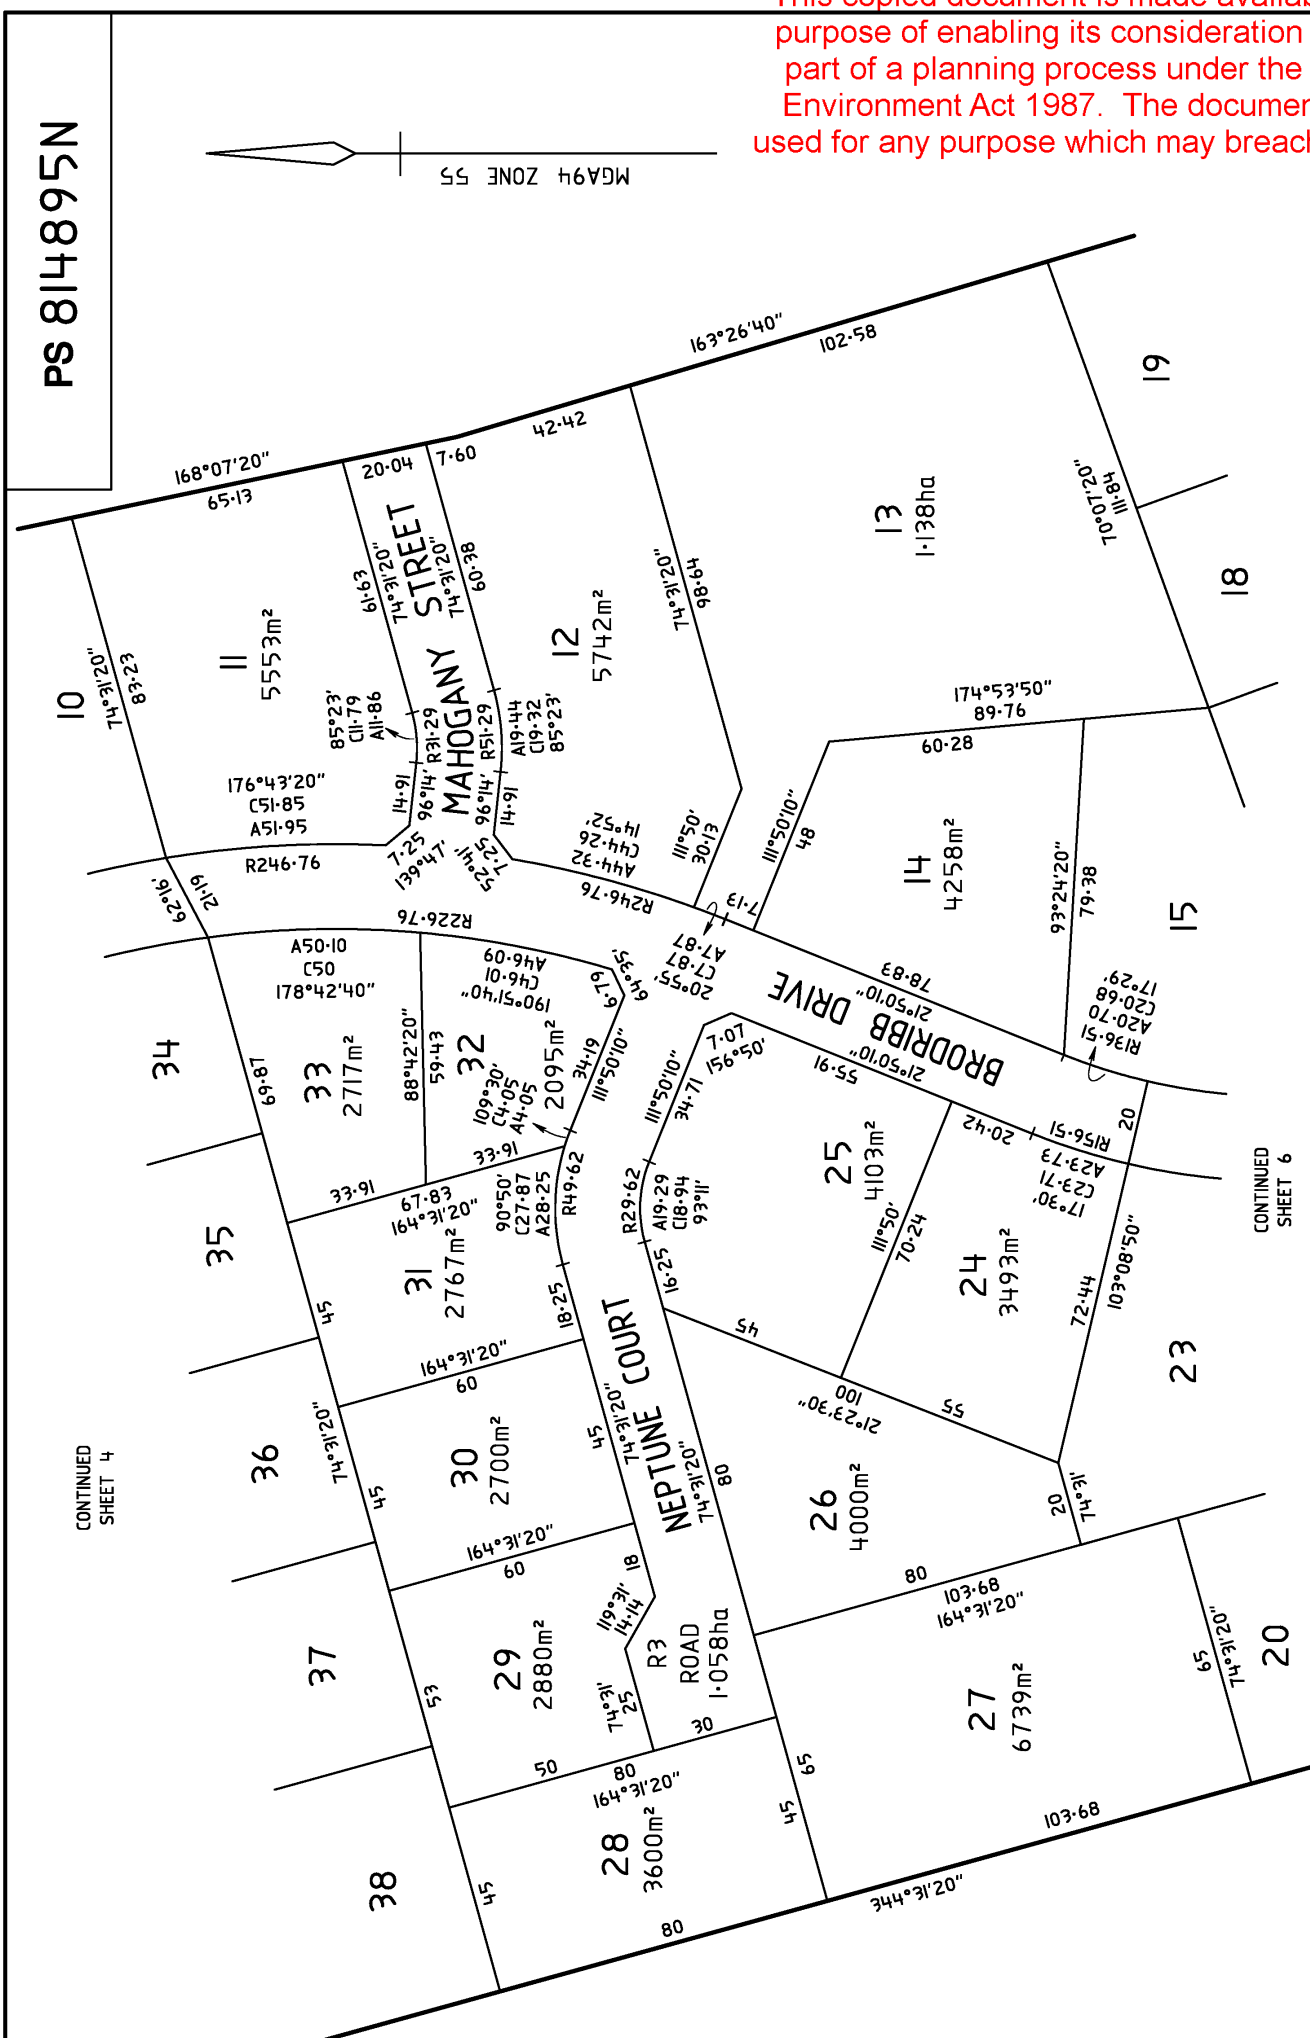 This copied document is made availab
purpose of enabling its consideration
part of a planning process under the
Environment Act 1987. The documen
used for any purpose which may breach
PS 814895N
MGA94 ZONE 55
CONTINUED
SHEET 4
CONTINUED
SHEET 6
168°07'20"
65·13
20·04
7·60
42·42
163°26'40"
102·58
10
74°31'20"
83·23
11
5553m²
61·63
74°31'20"
MAHOGANY STREET
74°31'20"
60·38
85°23'
C11·79
A11·86
R31·29
R51·29
A19·44
C19·32
85°23'
14·91
96°14'
96°14'
14·91
176°43'20"
C51·85
A51·95
R246·76
7·25
139°47'
52°41'
7·25
12
5742m²
74°31'20"
98·64
13
1·138ha
70°07'20"
111·84
19
18
174°53'50"
89·76
60·28
111°50'
30·13
111°50'10"
48
14°52'
C44·26
A44·32
R246·76
7·13
20°55'
C7·87
A7·87
14
4258m²
93°24'20"
79·38
15
78·83
21°50'10"
BRODRIBB DRIVE
21°50'10"
55·91
17°29'
C20·68
A20·70
R136·51
62°16'
21·19
R226·76
A50·10
C50
178°42'40"
34
69·87
33
2717m²
88°42'20"
59·43
190°51'40"
C46·01
A46·09
32
2095m²
6·79
64°35'
34·19
111°50'10"
109°30'
C4·05
A4·05
33·91
33·91
67·83
164°31'20"
35
45
31
2767m²
90°50'
C27·87
A28·25
R49·62
18·25
R29·62
A19·29
C18·94
93°11'
16·25
111°50'10"
34·71
7·07
156°50'
25
4103m²
111°50'
70·24
20·42
R156·51
20
A23·73
C23·71
17°30'
24
3493m²
72·44
103°08'50"
23
45
100
21°23'30"
55
36
74°31'20"
45
164°31'20"
60
30
2700m²
45
74°31'20"
NEPTUNE COURT
74°31'20"
80
26
4000m²
20
74°31'
80
103·68
164°31'20"
37
53
164°31'20"
60
29
2880m²
18
119°31'
14·14
74°31'
25
R3
ROAD
1·058ha
30
50
80
164°31'20"
38
45
28
3600m²
80
45
65
27
6739m²
65
74°31'20"
20
103·68
344°31'20"